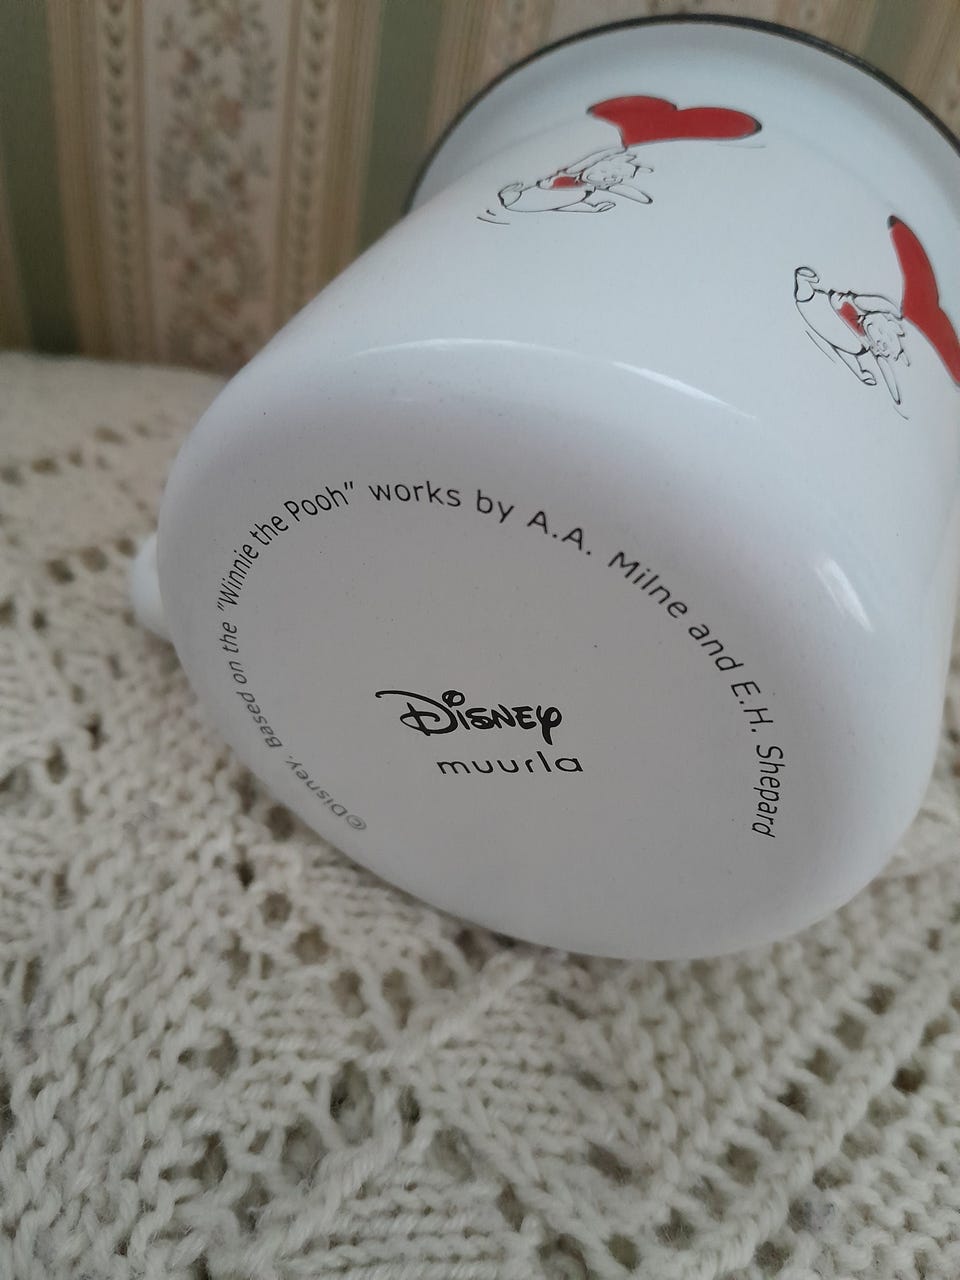 ©Disney. Based on the "Winnie the Pooh" works by A.A. Milne and E.H. Shepard
Disney
muurla